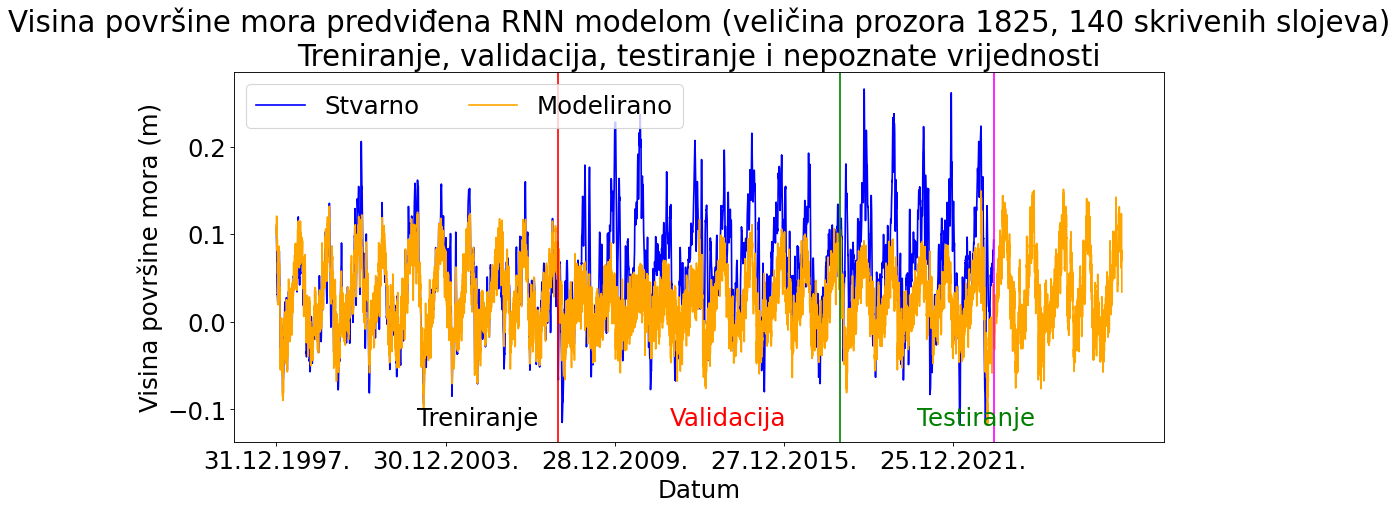 Visina površine mora predviđena RNN modelom (veličina prozora 1825, 140 skrivenih slojeva)
Treniranje, validacija, testiranje i nepoznate vrijednosti
Stvarno
Modelirano
Visina površine mora (m)
0.2
0.1
0.0
−0.1
Treniranje
Validacija
Testiranje
31.12.1997.
30.12.2003.
28.12.2009.
27.12.2015.
25.12.2021.
Datum